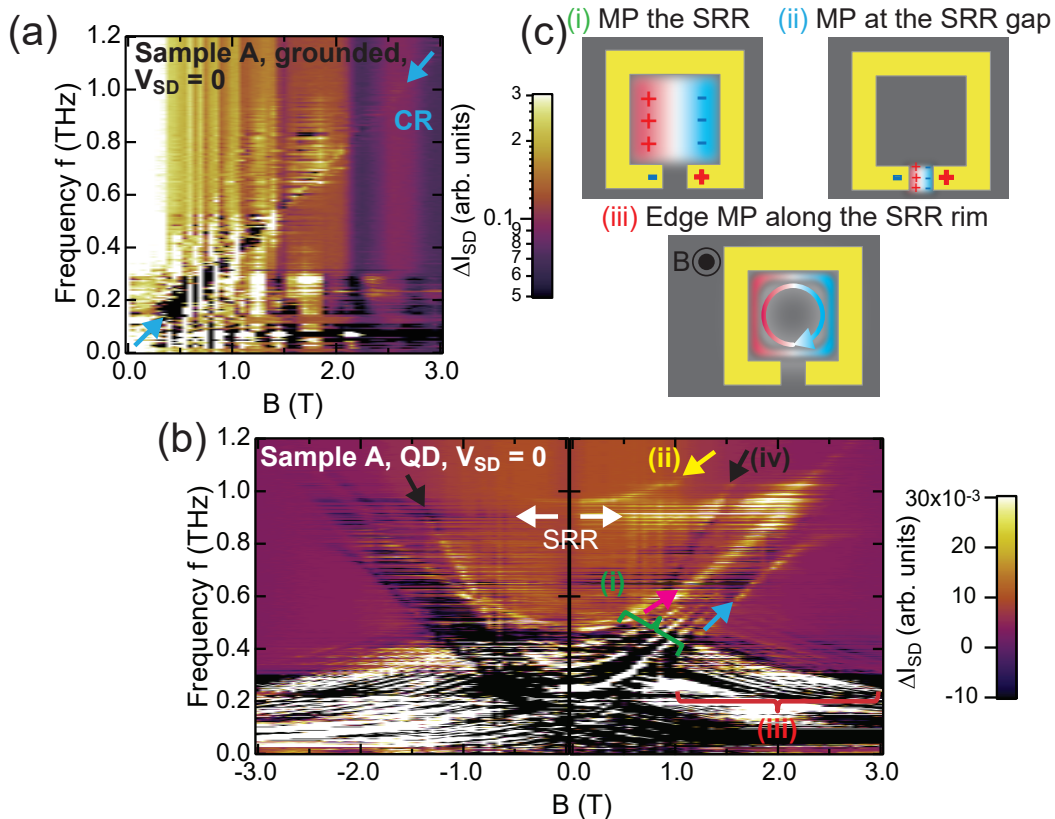 (a)
Sample A, grounded,
V_SD = 0
CR
Frequency f (THz)
1.2
1.0
0.8
0.6
0.4
0.2
0.0
0.0 1.0 2.0 3.0
B (T)
3
0.1
9
8
7
6
5
ΔI_SD (arb. units)
(c)
(i) MP the SRR
+ -
+ -
+ -
- +
(ii) MP at the SRR gap
- + - +
+ -
+ -
(iii) Edge MP along the SRR rim
B
(b)
Sample A, QD, V_SD = 0
(ii)
(iv)
SRR
(i)
(iii)
Frequency f (THz)
1.2
1.0
0.8
0.6
0.4
0.2
0.0
-3.0 -2.0 -1.0 0.0 1.0 2.0 3.0
B (T)
30x10⁻³
20
10
0
-10
ΔI_SD (arb. units)